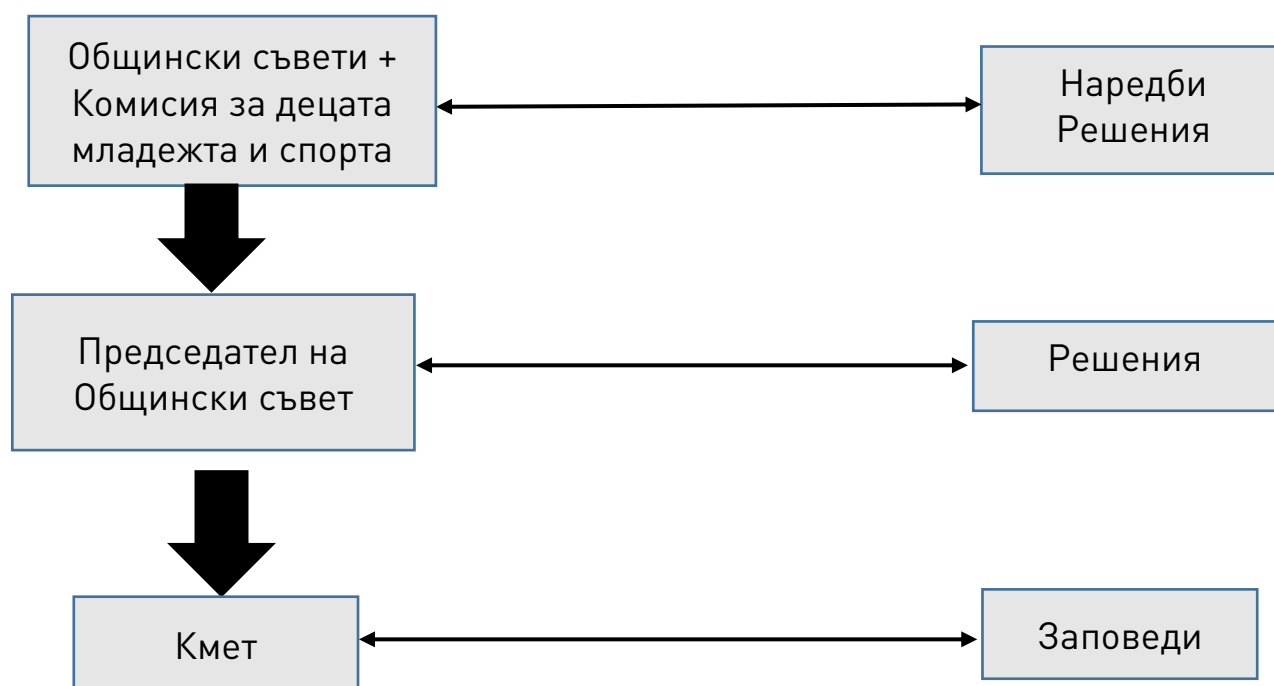 Общински съвети +
Комисия за децата
младежта и спорта
Наредби
Решения
Председател на
Общински съвет
Решения
Кмет
Заповеди